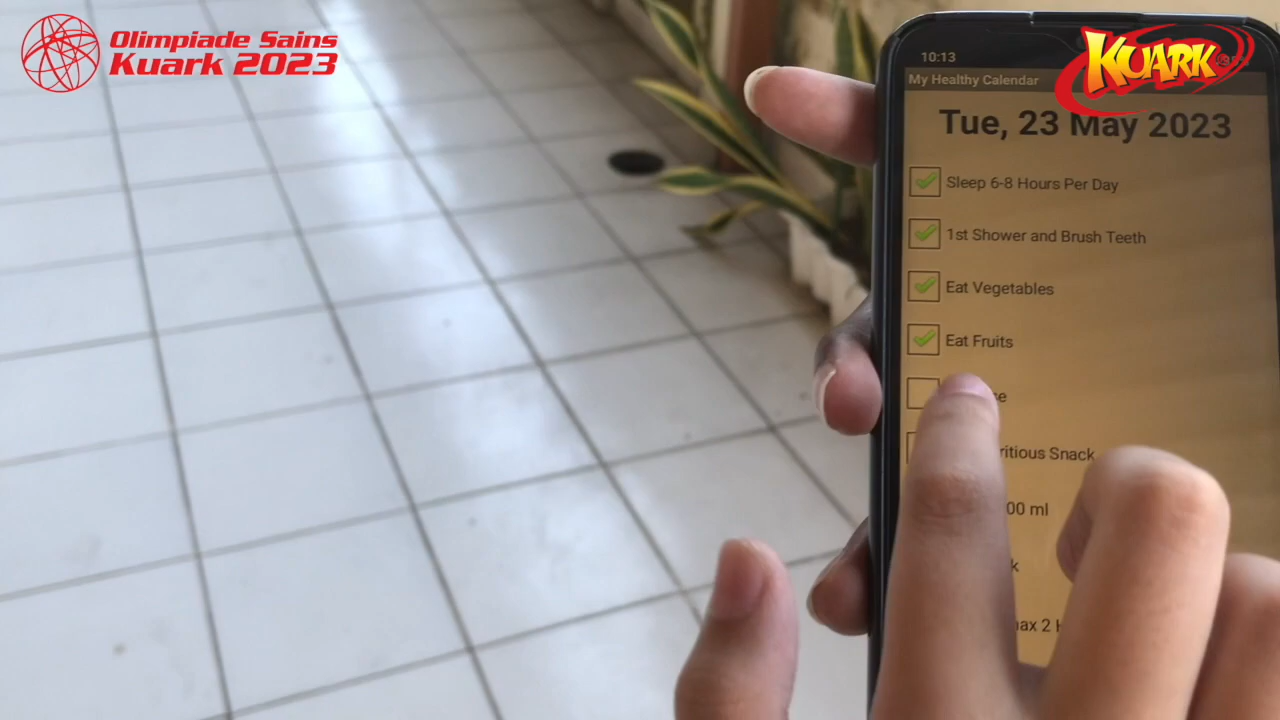 Olimpiade Sains
Kuark 2023
KUARK
10:13
My Healthy Calendar
Tue, 23 May 2023
Sleep 6-8 Hours Per Day
1st Shower and Brush Teeth
Eat Vegetables
Eat Fruits
Snack
00 ml
2